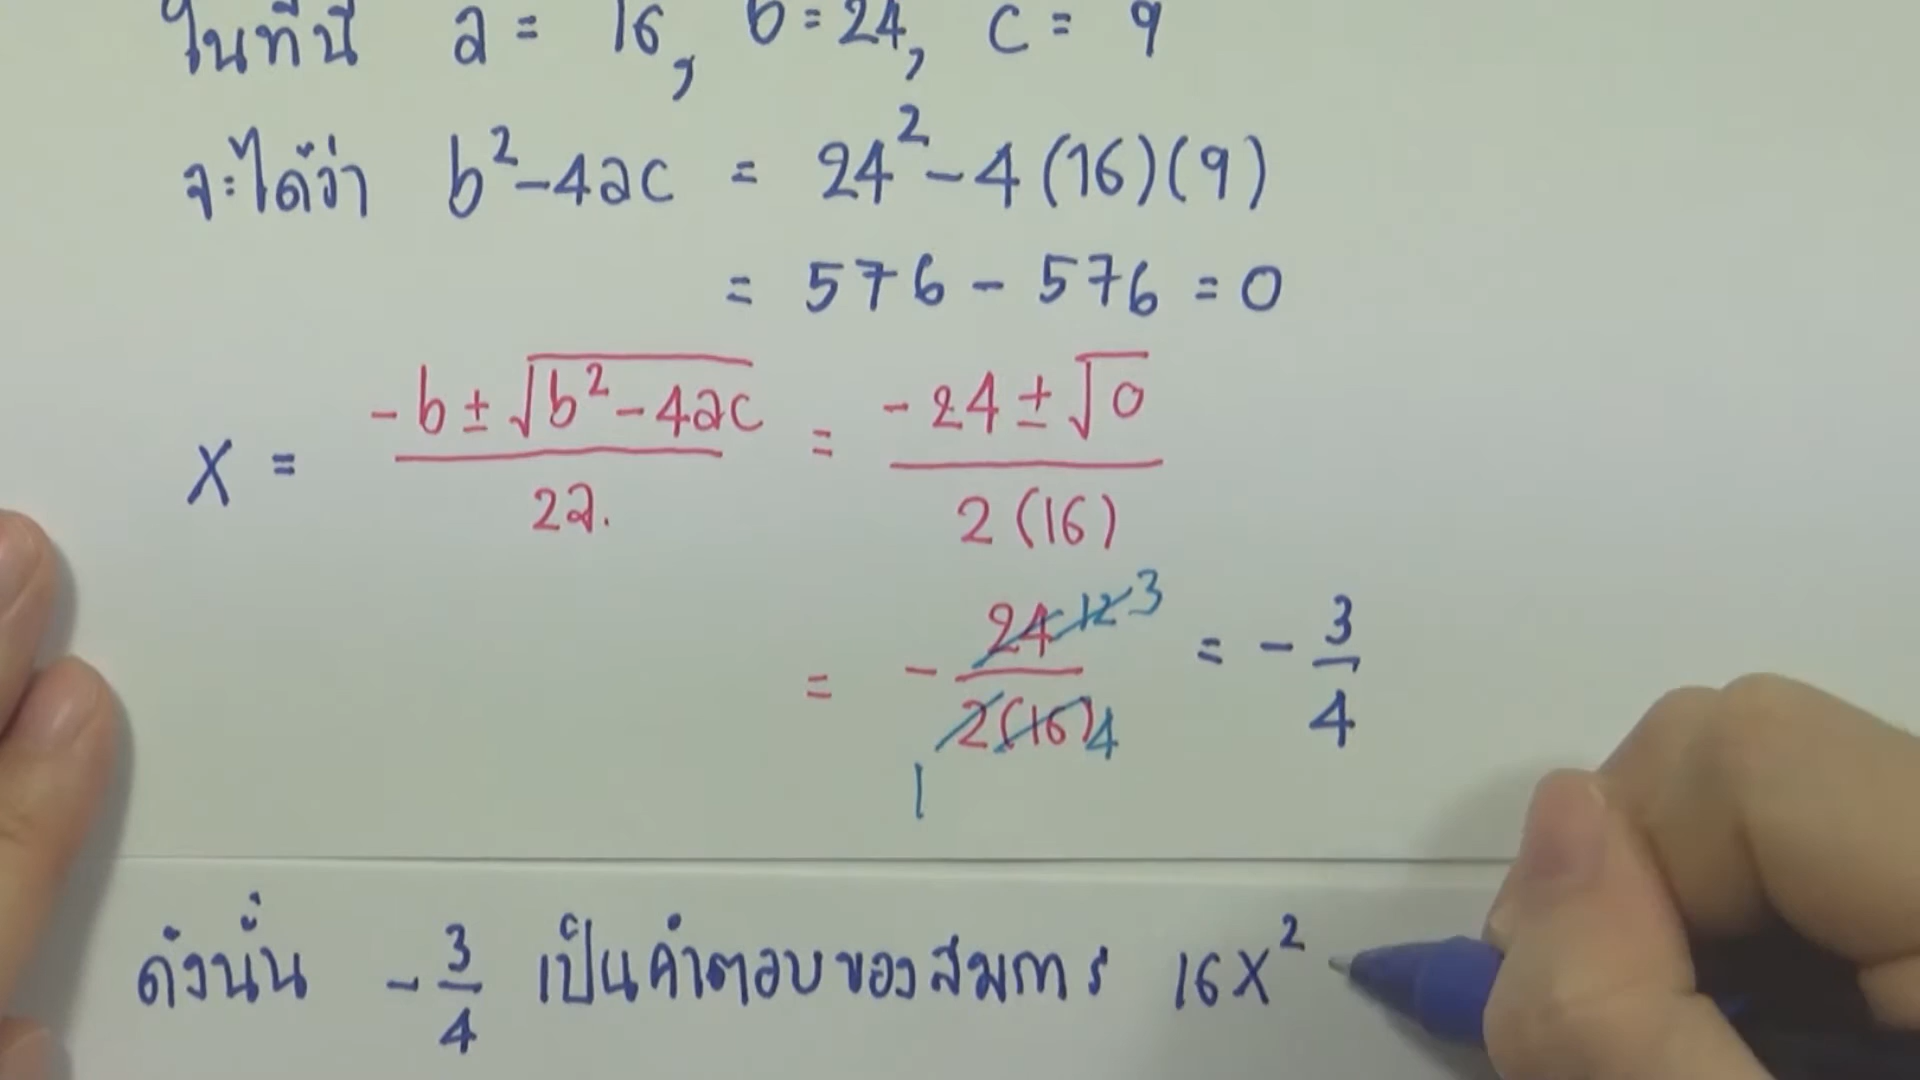 ในที่นี้ a = 16, b = 24, c = 9
จะได้ว่า b² - 4ac = 24² - 4(16)(9)
= 576 - 576 = 0
x = (-b ± √(b² - 4ac))/(2a.) = (-24 ± √0)/(2(16))
= - 24 12 3 / 2(16) 4 1 = - 3/4
ดังนั้น - 3/4 เป็นคำตอบของสมการ 16x²